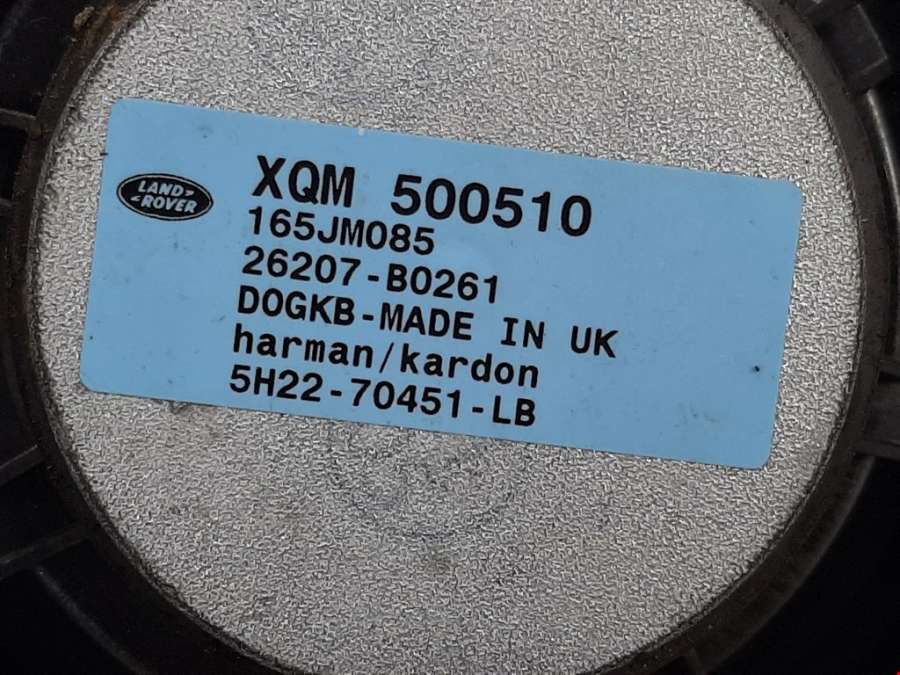 LAND>
<ROVER
XQM 500510
165JM085
26207-B0261
DOGKB-MADE IN UK
harman/kardon
5H22-70451-LB